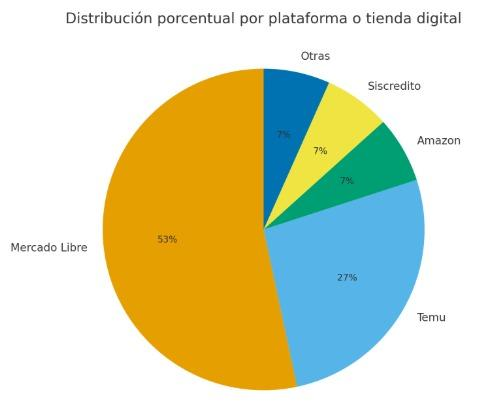 Distribución porcentual por plataforma o tienda digital
Otras
Siscredito
7%
7%
Amazon
7%
53%
Mercado Libre
27%
Temu